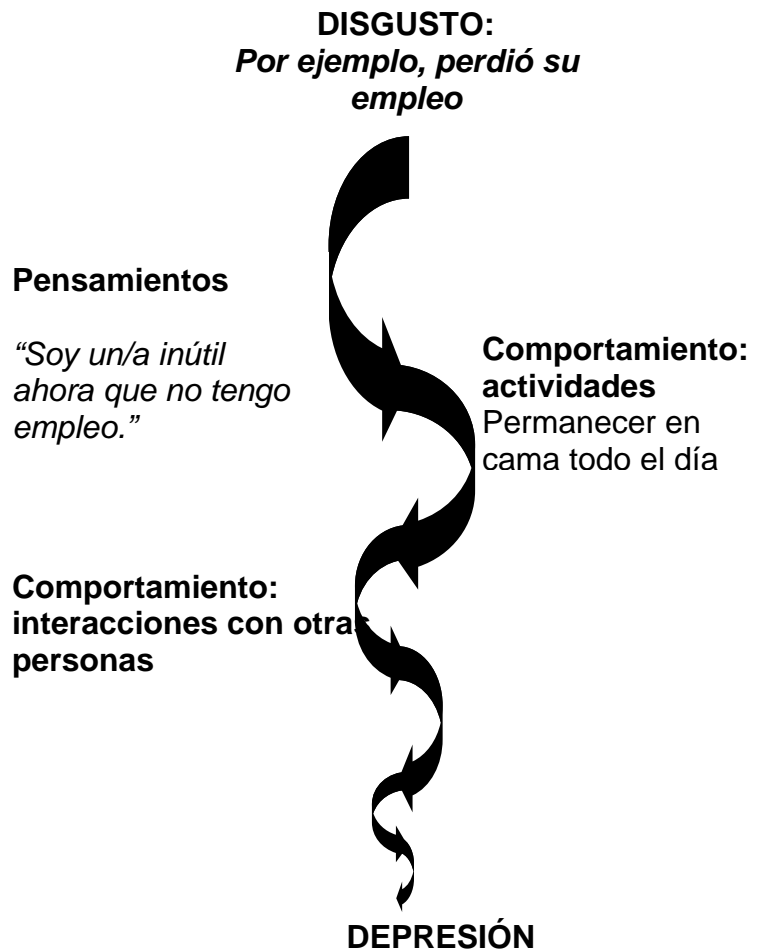 DISGUSTO:
Por ejemplo, perdió su
empleo
Pensamientos
“Soy un/a inútil
ahora que no tengo
empleo.”
Comportamiento:
actividades
Permanecer en
cama todo el día
Comportamiento:
interacciones con otras
personas
DEPRESIÓN